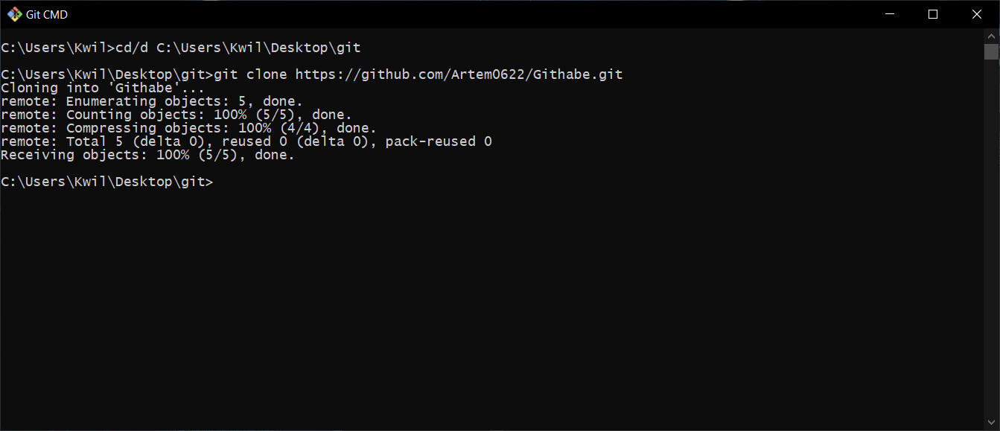 Git CMD
C:\Users\Kwil>cd/d C:\Users\Kwil\Desktop\git
C:\Users\Kwil\Desktop\git>git clone https://github.com/Artem0622/Githabe.git
Cloning into 'Githabe'...
remote: Enumerating objects: 5, done.
remote: Counting objects: 100% (5/5), done.
remote: Compressing objects: 100% (4/4), done.
remote: Total 5 (delta 0), reused 0 (delta 0), pack-reused 0
Receiving objects: 100% (5/5), done.
C:\Users\Kwil\Desktop\git>